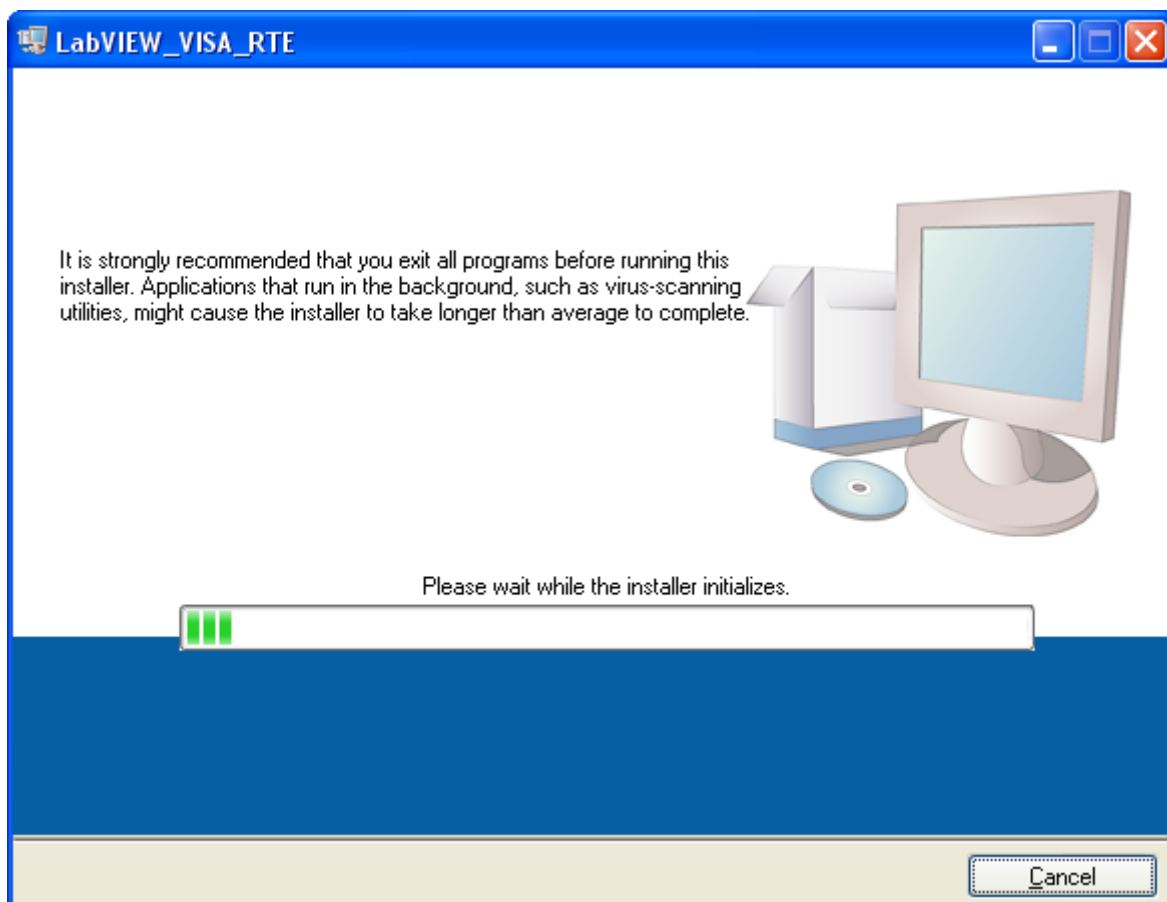 LabVIEW_VISA_RTE
It is strongly recommended that you exit all programs before running this
installer. Applications that run in the background, such as virus-scanning
utilities, might cause the installer to take longer than average to complete.
Please wait while the installer initializes.
Cancel